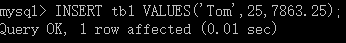 mysql> INSERT tb1 VALUES('Tom',25,7863.25);
Query OK, 1 row affected (0.01 sec)